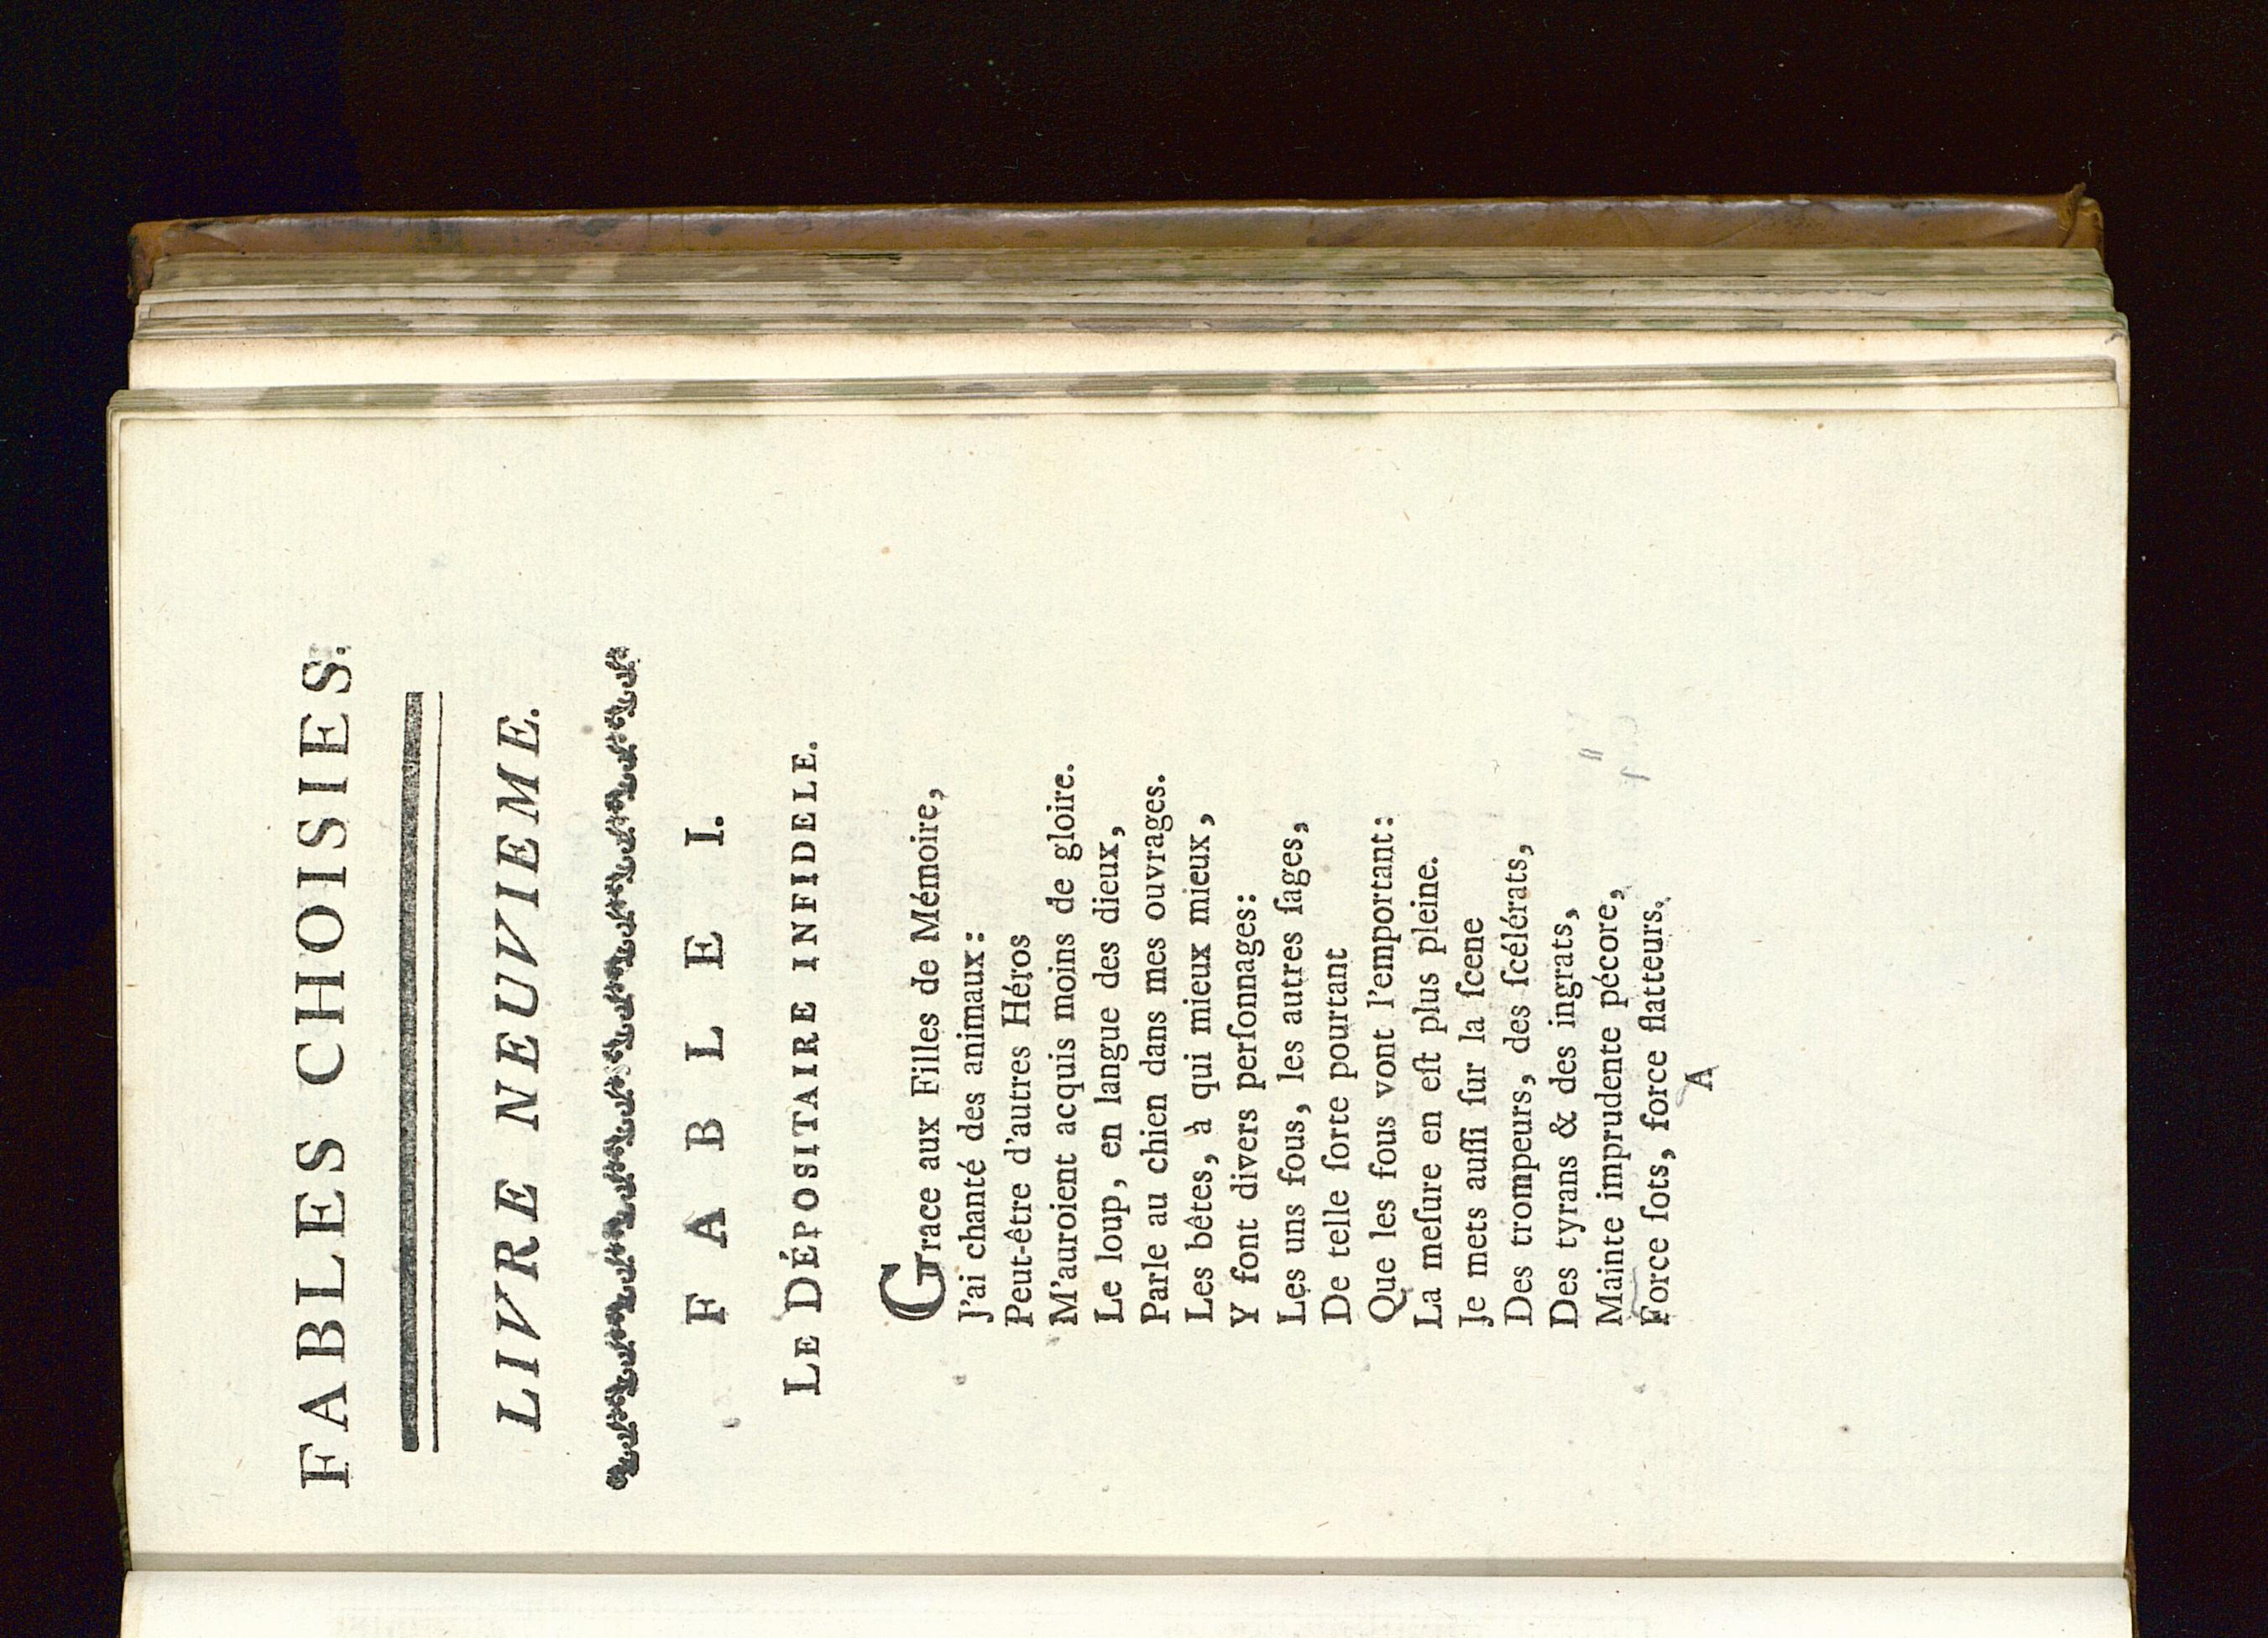 FABLES CHOISIES.
LIVRE NEUVIEME.
FABLE I.
LE DÉPOSITAIRE INFIDELE.
Grace aux Filles de Mémoire,
J'ai chanté des animaux:
Peut-être d'autres Héros
M'auroient acquis moins de gloire.
Le loup, en langue des dieux,
Parle au chien dans mes ouvrages.
Les bêtes, à qui mieux mieux,
Y font divers perſonnages:
Les uns fous, les autres ſages,
De telle ſorte pourtant
Que les fous vont l'emportant:
La meſure en eſt plus pleine.
Je mets auſſi ſur la ſcene
Des trompeurs, des ſcélérats,
Des tyrans & des ingrats,
Mainte imprudente pécore,
Force ſots, force flatteurs.
A